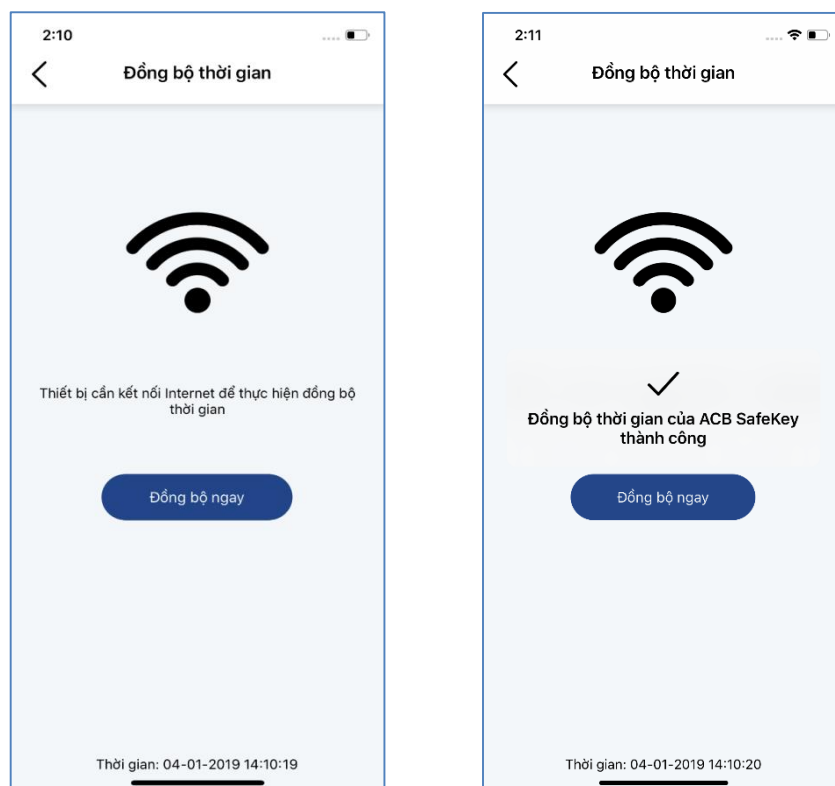 2:10
Đồng bộ thời gian
Thiết bị cần kết nối Internet để thực hiện đồng bộ
thời gian
Đồng bộ ngay
Thời gian: 04-01-2019 14:10:19
2:11
Đồng bộ thời gian
Đồng bộ thời gian của ACB SafeKey
thành công
Đồng bộ ngay
Thời gian: 04-01-2019 14:10:20